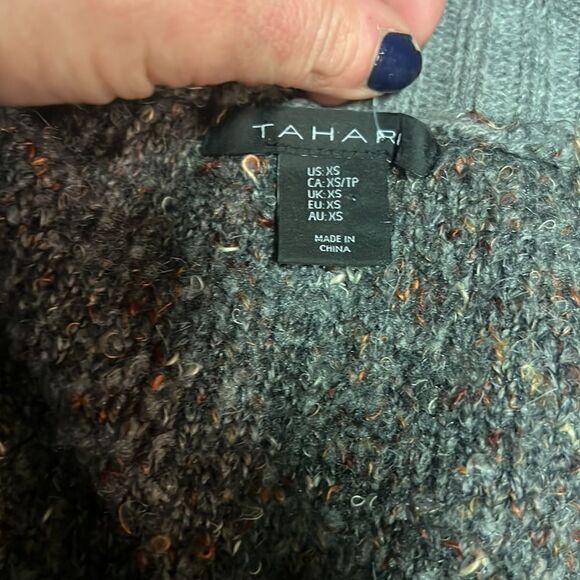 TAHARI
US:XS
CA:XS/TP
UK:XS
EU:XS
AU:XS
MADE IN
CHINA